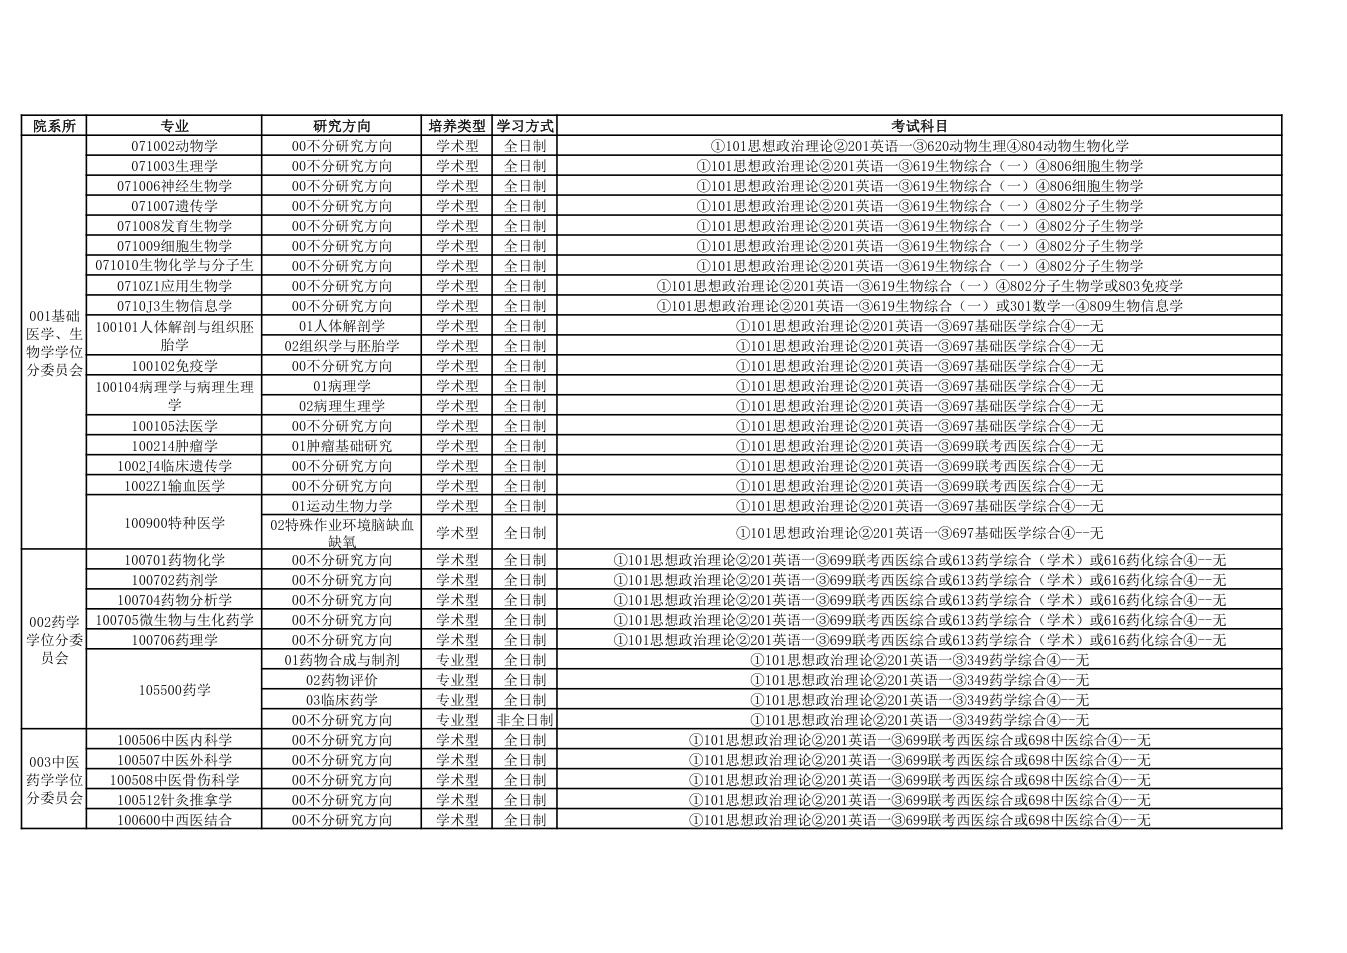 院系所 专业 研究方向 培养类型 学习方式 考试科目
001基础
医学、生
物学学位
分委员会
071002动物学 00不分研究方向 学术型 全日制 ①101思想政治理论②201英语一③620动物生理④804动物生物化学
071003生理学 00不分研究方向 学术型 全日制 ①101思想政治理论②201英语一③619生物综合（一）④806细胞生物学
071006神经生物学 00不分研究方向 学术型 全日制 ①101思想政治理论②201英语一③619生物综合（一）④806细胞生物学
071007遗传学 00不分研究方向 学术型 全日制 ①101思想政治理论②201英语一③619生物综合（一）④802分子生物学
071008发育生物学 00不分研究方向 学术型 全日制 ①101思想政治理论②201英语一③619生物综合（一）④802分子生物学
071009细胞生物学 00不分研究方向 学术型 全日制 ①101思想政治理论②201英语一③619生物综合（一）④802分子生物学
071010生物化学与分子生 00不分研究方向 学术型 全日制 ①101思想政治理论②201英语一③619生物综合（一）④802分子生物学
0710Z1应用生物学 00不分研究方向 学术型 全日制 ①101思想政治理论②201英语一③619生物综合（一）④802分子生物学或803免疫学
0710J3生物信息学 00不分研究方向 学术型 全日制 ①101思想政治理论②201英语一③619生物综合（一）或301数学一④809生物信息学
100101人体解剖与组织胚
胎学
01人体解剖学 学术型 全日制 ①101思想政治理论②201英语一③697基础医学综合④--无
02组织学与胚胎学 学术型 全日制 ①101思想政治理论②201英语一③697基础医学综合④--无
100102免疫学 00不分研究方向 学术型 全日制 ①101思想政治理论②201英语一③697基础医学综合④--无
100104病理学与病理生理
学
01病理学 学术型 全日制 ①101思想政治理论②201英语一③697基础医学综合④--无
02病理生理学 学术型 全日制 ①101思想政治理论②201英语一③697基础医学综合④--无
100105法医学 00不分研究方向 学术型 全日制 ①101思想政治理论②201英语一③697基础医学综合④--无
100214肿瘤学 01肿瘤基础研究 学术型 全日制 ①101思想政治理论②201英语一③699联考西医综合④--无
1002J4临床遗传学 00不分研究方向 学术型 全日制 ①101思想政治理论②201英语一③699联考西医综合④--无
1002Z1输血医学 00不分研究方向 学术型 全日制 ①101思想政治理论②201英语一③699联考西医综合④--无
100900特种医学
01运动生物力学 学术型 全日制 ①101思想政治理论②201英语一③697基础医学综合④--无
02特殊作业环境脑缺血
缺氧
学术型 全日制 ①101思想政治理论②201英语一③697基础医学综合④--无
002药学
学位分委
员会
100701药物化学 00不分研究方向 学术型 全日制 ①101思想政治理论②201英语一③699联考西医综合或613药学综合（学术）或616药化综合④--无
100702药剂学 00不分研究方向 学术型 全日制 ①101思想政治理论②201英语一③699联考西医综合或613药学综合（学术）或616药化综合④--无
100704药物分析学 00不分研究方向 学术型 全日制 ①101思想政治理论②201英语一③699联考西医综合或613药学综合（学术）或616药化综合④--无
100705微生物与生化药学 00不分研究方向 学术型 全日制 ①101思想政治理论②201英语一③699联考西医综合或613药学综合（学术）或616药化综合④--无
100706药理学 00不分研究方向 学术型 全日制 ①101思想政治理论②201英语一③699联考西医综合或613药学综合（学术）或616药化综合④--无
105500药学
01药物合成与制剂 专业型 全日制 ①101思想政治理论②201英语一③349药学综合④--无
02药物评价 专业型 全日制 ①101思想政治理论②201英语一③349药学综合④--无
03临床药学 专业型 全日制 ①101思想政治理论②201英语一③349药学综合④--无
00不分研究方向 专业型 非全日制 ①101思想政治理论②201英语一③349药学综合④--无
003中医
药学学位
分委员会
100506中医内科学 00不分研究方向 学术型 全日制 ①101思想政治理论②201英语一③699联考西医综合或698中医综合④--无
100507中医外科学 00不分研究方向 学术型 全日制 ①101思想政治理论②201英语一③699联考西医综合或698中医综合④--无
100508中医骨伤科学 00不分研究方向 学术型 全日制 ①101思想政治理论②201英语一③699联考西医综合或698中医综合④--无
100512针灸推拿学 00不分研究方向 学术型 全日制 ①101思想政治理论②201英语一③699联考西医综合或698中医综合④--无
100600中西医结合 00不分研究方向 学术型 全日制 ①101思想政治理论②201英语一③699联考西医综合或698中医综合④--无